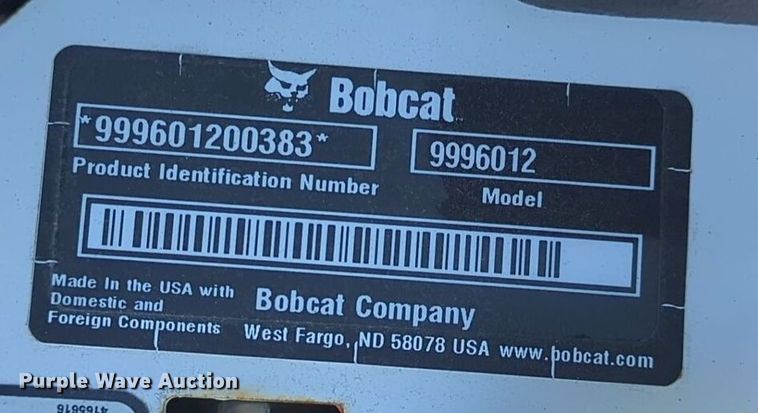 Bobcat
*999601200383*
9996012
Product Identification Number
Model
Made In the USA with
Domestic and
Foreign Components
Bobcat Company
West Fargo, ND 58078 USA www.bobcat.com
Purple Wave Auction
4165616